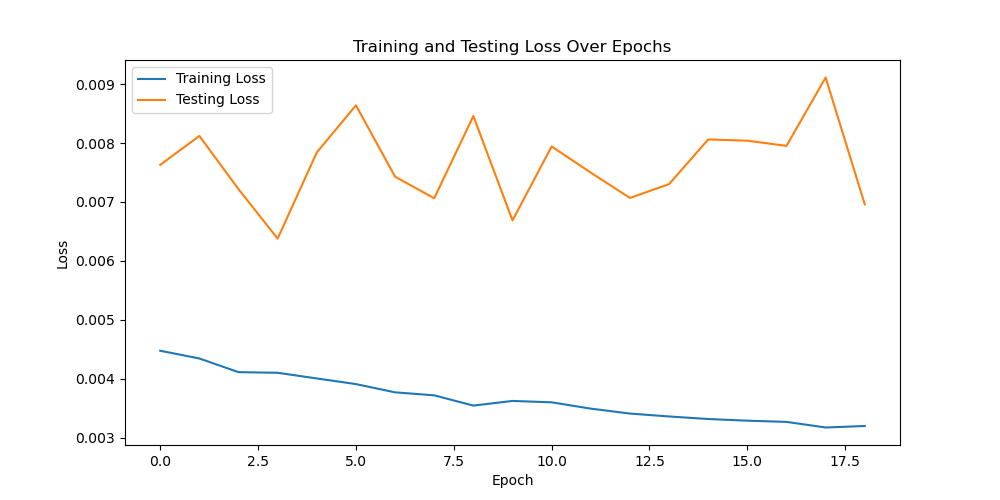 Training and Testing Loss Over Epochs
Training Loss
Testing Loss
0.009
0.008
0.007
0.006
0.005
0.004
0.003
Loss
0.0 2.5 5.0 7.5 10.0 12.5 15.0 17.5
Epoch